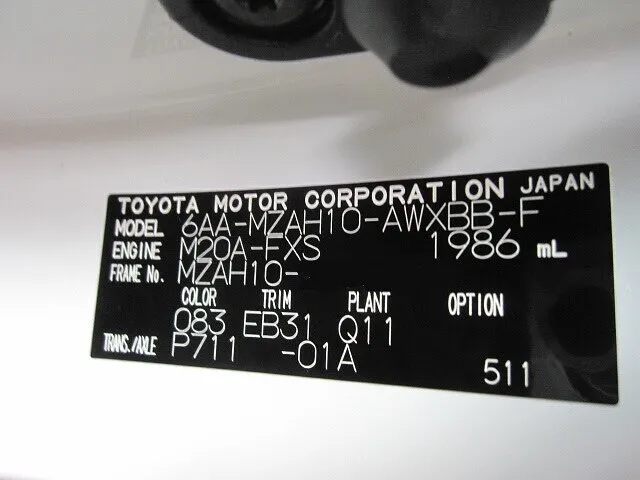 TOYOTA MOTOR CORPORATION JAPAN
MODEL 6AA-MZAH10-AWXBB-F
ENGINE M20A-FXS 1986 mL
FRAME No. MZAH10-
COLOR TRIM PLANT OPTION
083 EB31 Q11
TRANS./AXLE P711 -01A
511